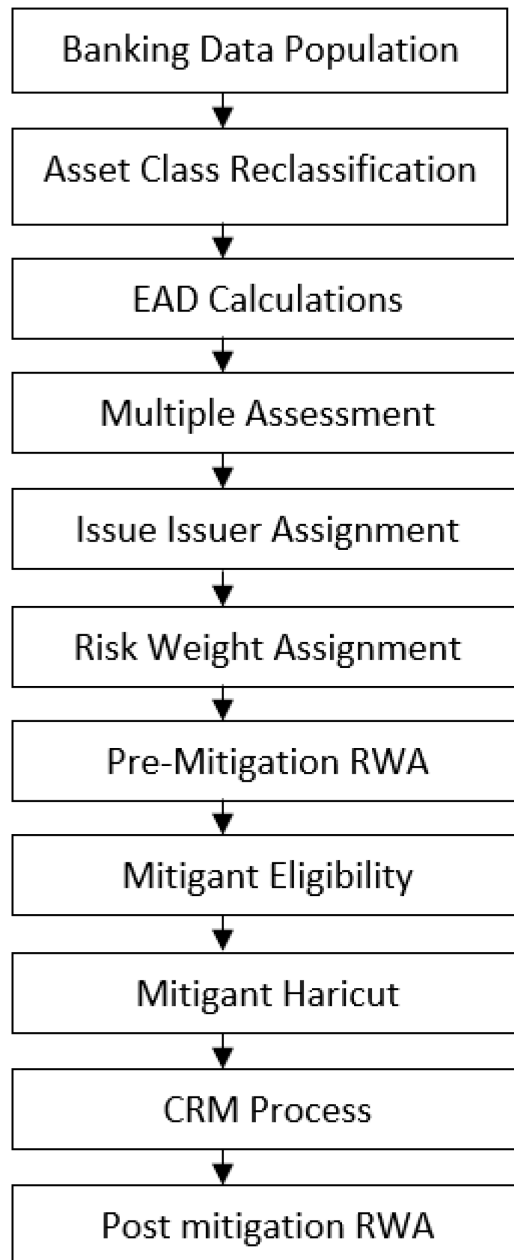 Banking Data Population
Asset Class Reclassification
EAD Calculations
Multiple Assessment
Issue Issuer Assignment
Risk Weight Assignment
Pre-Mitigation RWA
Mitigant Eligibility
Mitigant Haricut
CRM Process
Post mitigation RWA